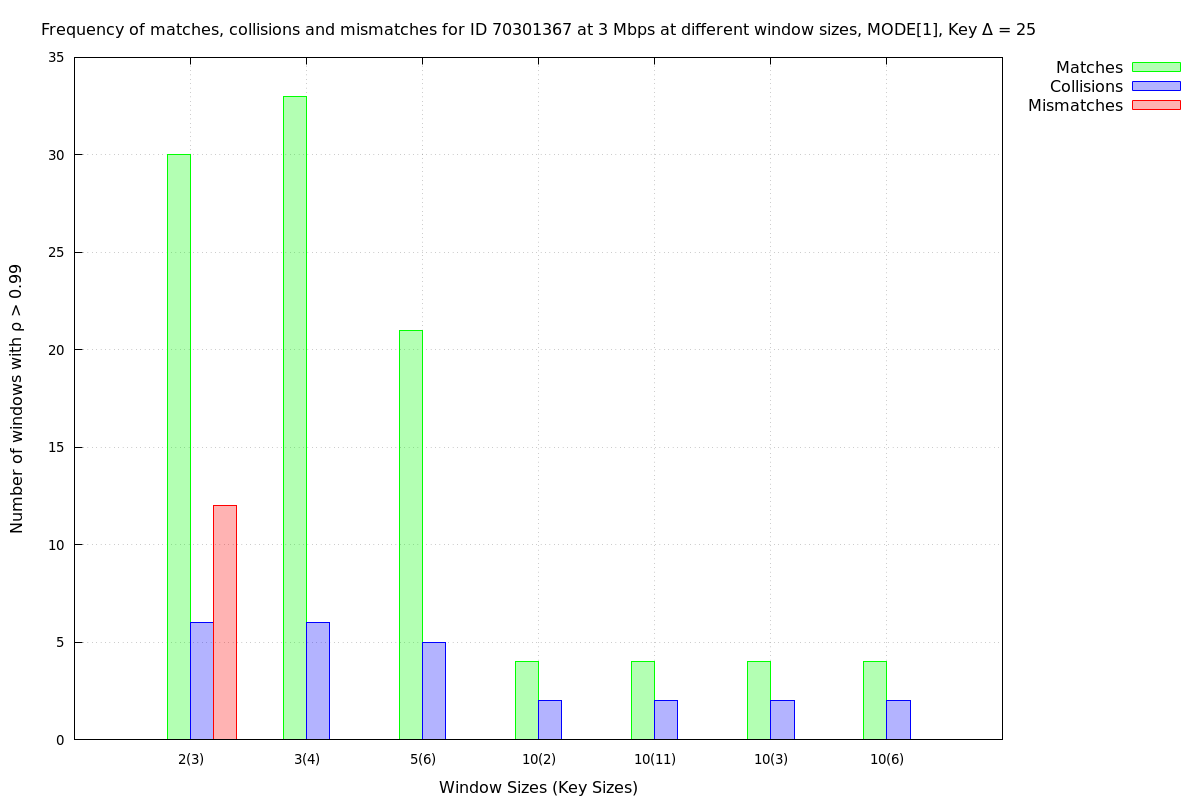 Frequency of matches, collisions and mismatches for ID 70301367 at 3 Mbps at different window sizes, MODE[1], Key Δ = 25
Matches
Collisions
Mismatches
Number of windows with ρ > 0.99
35
30
25
20
15
10
5
0
2(3) 3(4) 5(6) 10(2) 10(11) 10(3) 10(6)
Window Sizes (Key Sizes)